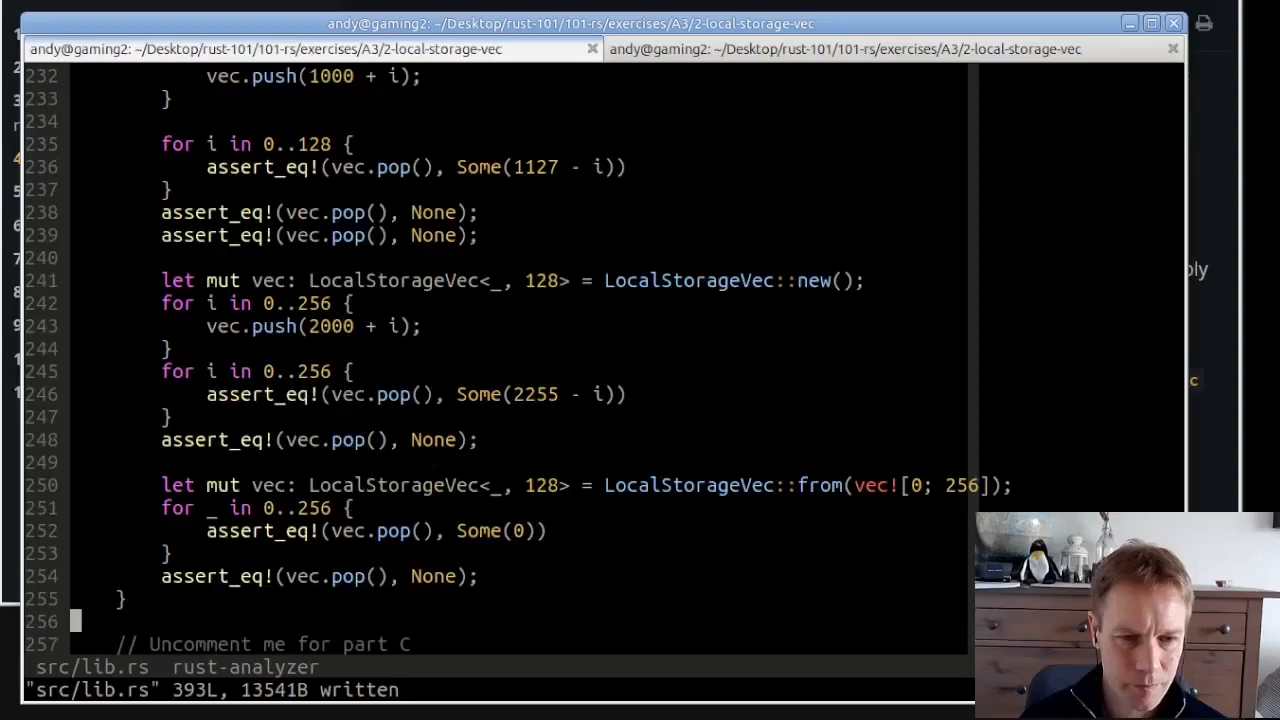 andy@gaming2: ~/Desktop/rust-101/101-rs/exercises/A3/2-local-storage-vec
andy@gaming2: ~/Desktop/rust-101/101-rs/exercises/A3/2-local-storage-vec
andy@gaming2: ~/Desktop/rust-101/101-rs/exercises/A3/2-local-storage-vec
232 vec.push(1000 + i);
233 }
234
235 for i in 0..128 {
236 assert_eq!(vec.pop(), Some(1127 - i))
237 }
238 assert_eq!(vec.pop(), None);
239 assert_eq!(vec.pop(), None);
240
241 let mut vec: LocalStorageVec<_, 128> = LocalStorageVec::new();
242 for i in 0..256 {
243 vec.push(2000 + i);
244 }
245 for i in 0..256 {
246 assert_eq!(vec.pop(), Some(2255 - i))
247 }
248 assert_eq!(vec.pop(), None);
249
250 let mut vec: LocalStorageVec<_, 128> = LocalStorageVec::from(vec![0; 256]);
251 for _ in 0..256 {
252 assert_eq!(vec.pop(), Some(0))
253 }
254 assert_eq!(vec.pop(), None);
255 }
256
257 // Uncomment me for part C
src/lib.rs rust-analyzer
"src/lib.rs" 393L, 13541B written